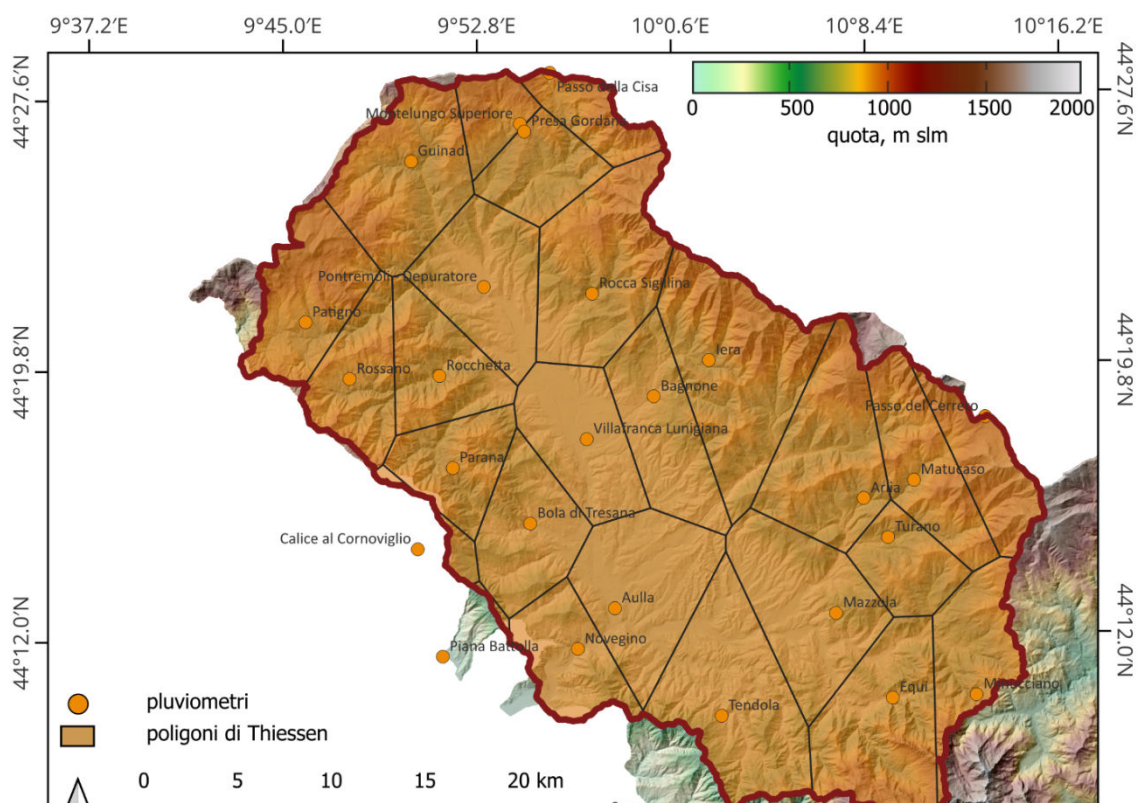 9°37.2'E 9°45.0'E 9°52.8'E 10°0.6'E 10°8.4'E 10°16.2'E
44°27.6'N
44°27.6'N
0 500 1000 1500 2000
quota, m slm
Passo della Cisa
Montelungo Superiore
Presa Gordana
Guinadi
Pontremoli Depuratore
Rocca Sigillina
Patigno
44°19.8'N
44°19.8'N
Iera
Rossano
Rocchetta
Bagnone
Passo del Cerreto
Villafranca Lunigiana
Parana
Matucaso
Arlia
Bola di Tresana
Turano
Calice al Cornoviglio
Aulla
Mazzola
44°12.0'N
44°12.0'N
Novegino
Piana Battolla
Equi
Minucciano
Tendola
pluviometri
poligoni di Thiessen
0 5 10 15 20 km